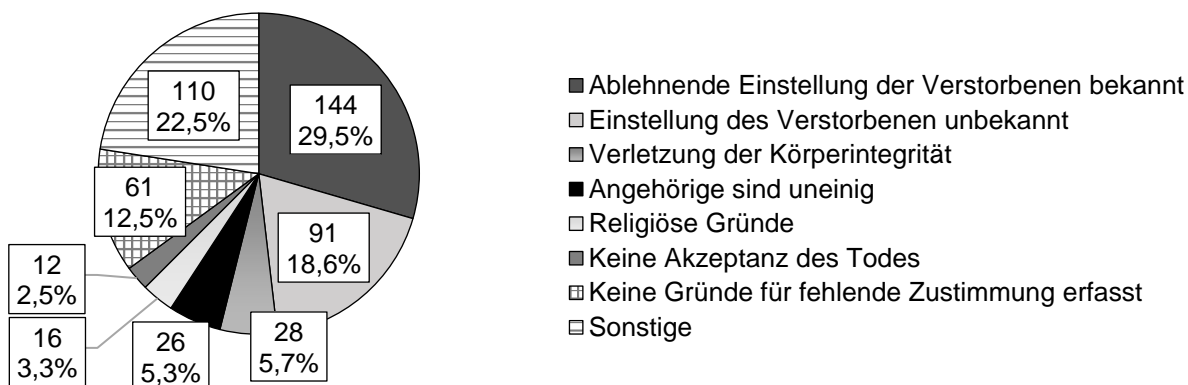 144
29,5%
91
18,6%
28
5,7%
26
5,3%
16
3,3%
12
2,5%
61
12,5%
110
22,5%
Ablehnende Einstellung der Verstorbenen bekannt
Einstellung des Verstorbenen unbekannt
Verletzung der Körperintegrität
Angehörige sind uneinig
Religiöse Gründe
Keine Akzeptanz des Todes
Keine Gründe für fehlende Zustimmung erfasst
Sonstige